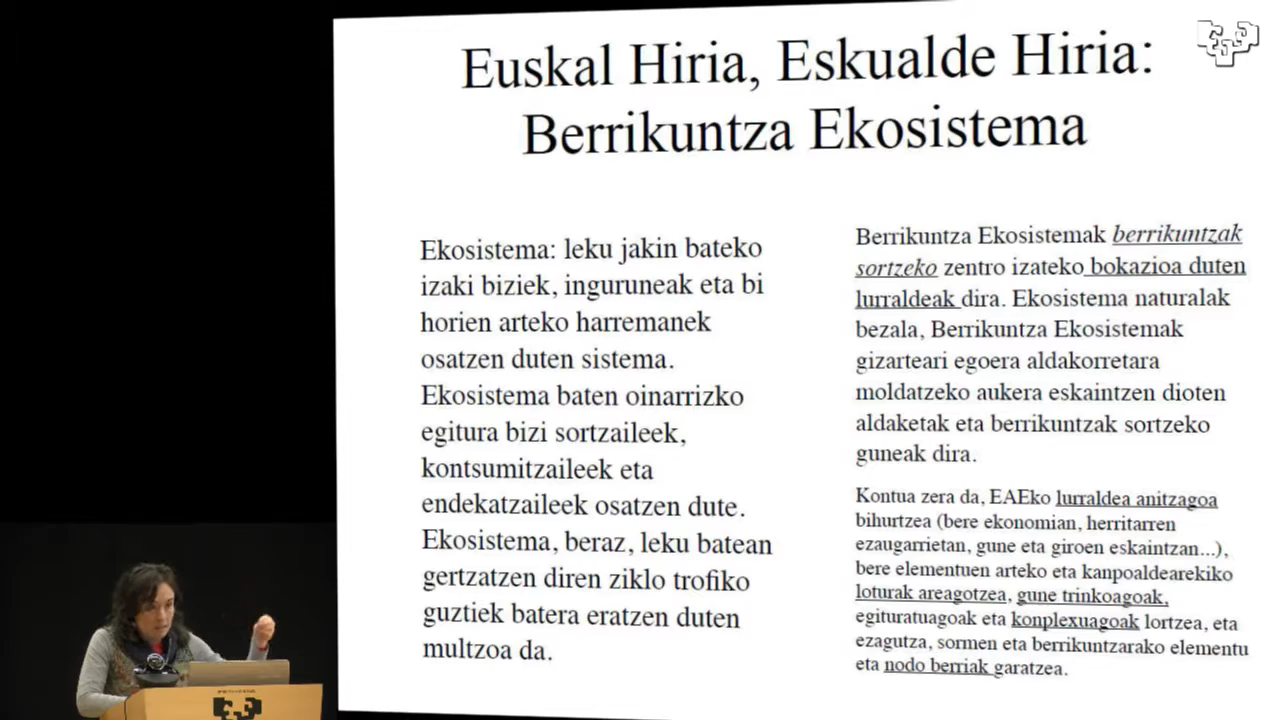 Euskal Hiria, Eskualde Hiria:
Berrikuntza Ekosistema
Ekosistema: leku jakin bateko
izaki biziek, inguruneak eta bi
horien arteko harremanek
osatzen duten sistema.
Ekosistema baten oinarrizko
egitura bizi sortzaileek,
kontsumitzaileek eta
endekatzaileek osatzen dute.
Ekosistema, beraz, leku batean
gertzatzen diren ziklo trofiko
guztiek batera eratzen duten
multzoa da.
Berrikuntza Ekosistemak berrikuntzak
sortzeko zentro izateko bokazioa duten
lurraldeak dira. Ekosistema naturalak
bezala, Berrikuntza Ekosistemak
gizarteari egoera aldakorretara
moldatzeko aukera eskaintzen dioten
aldaketak eta berrikuntzak sortzeko
guneak dira.
Kontua zera da, EAEko lurraldea anitzagoa
bihurtzea (bere ekonomian, herritarren
ezaugarrietan, gune eta giroen eskaintzan...),
bere elementuen arteko eta kanpoaldearekiko
loturak areagotzea, gune trinkoagoak,
egituratuagoak eta konplexuagoak lortzea, eta
ezagutza, sormen eta berrikuntzarako elementu
eta nodo berriak garatzea.